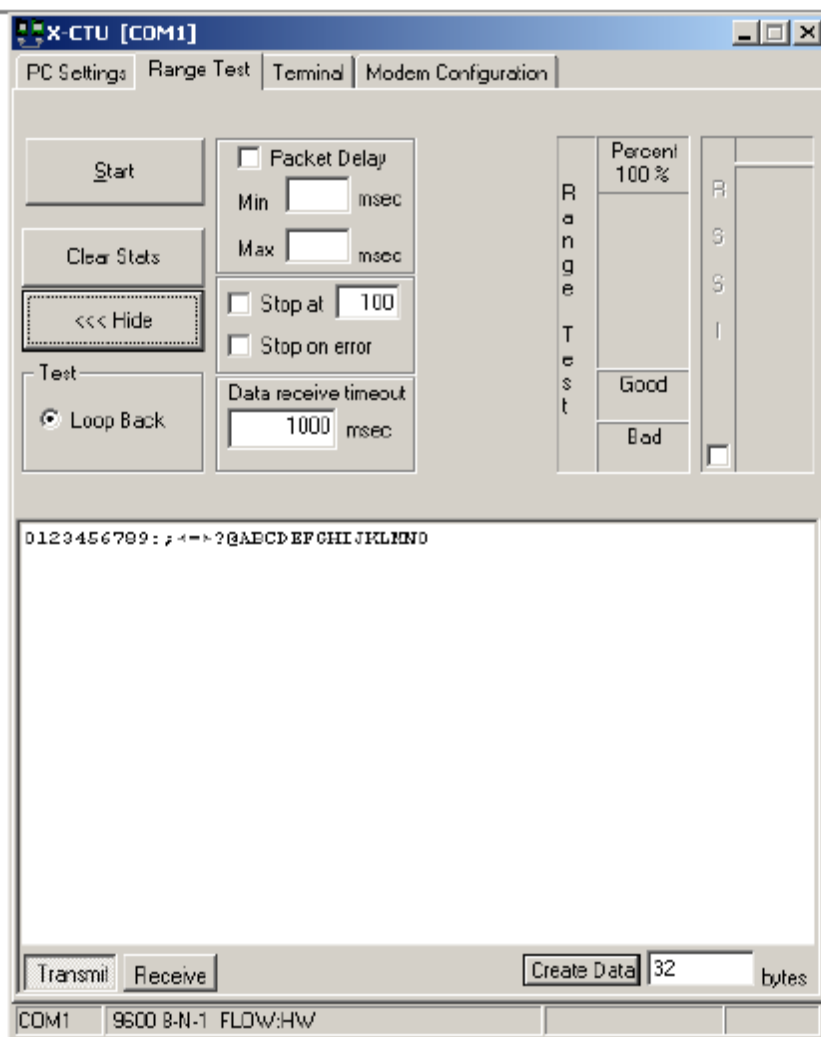 X-CTU [COM1]
PC Settings Range Test Terminal Modem Configuration
Start
Clear Stats
<<< Hide
Test
Loop Back
Packet Delay
Min msec
Max msec
Stop at 100
Stop on error
Data receive timeout
1000 msec
Range Test
Percent
100 %
Good
Bad
RSSI
0123456789:;<=>?@ABCDEFGHIJKLMNO
Transmit Receive Create Data 32 bytes
COM1 9600 8-N-1 FLOW:HW